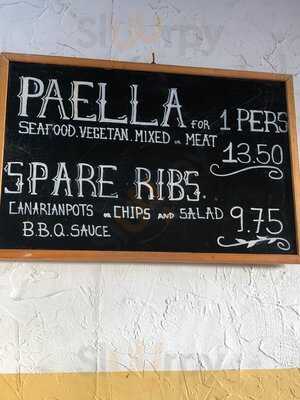 PAELLA FOR 1 PERS
SEAFOOD. VEGETAN. MIXED OR MEAT
13.50
SPARE RIBS.
CANARIANPOTS OR CHIPS AND SALAD 9.75
B.B.Q. SAUCE